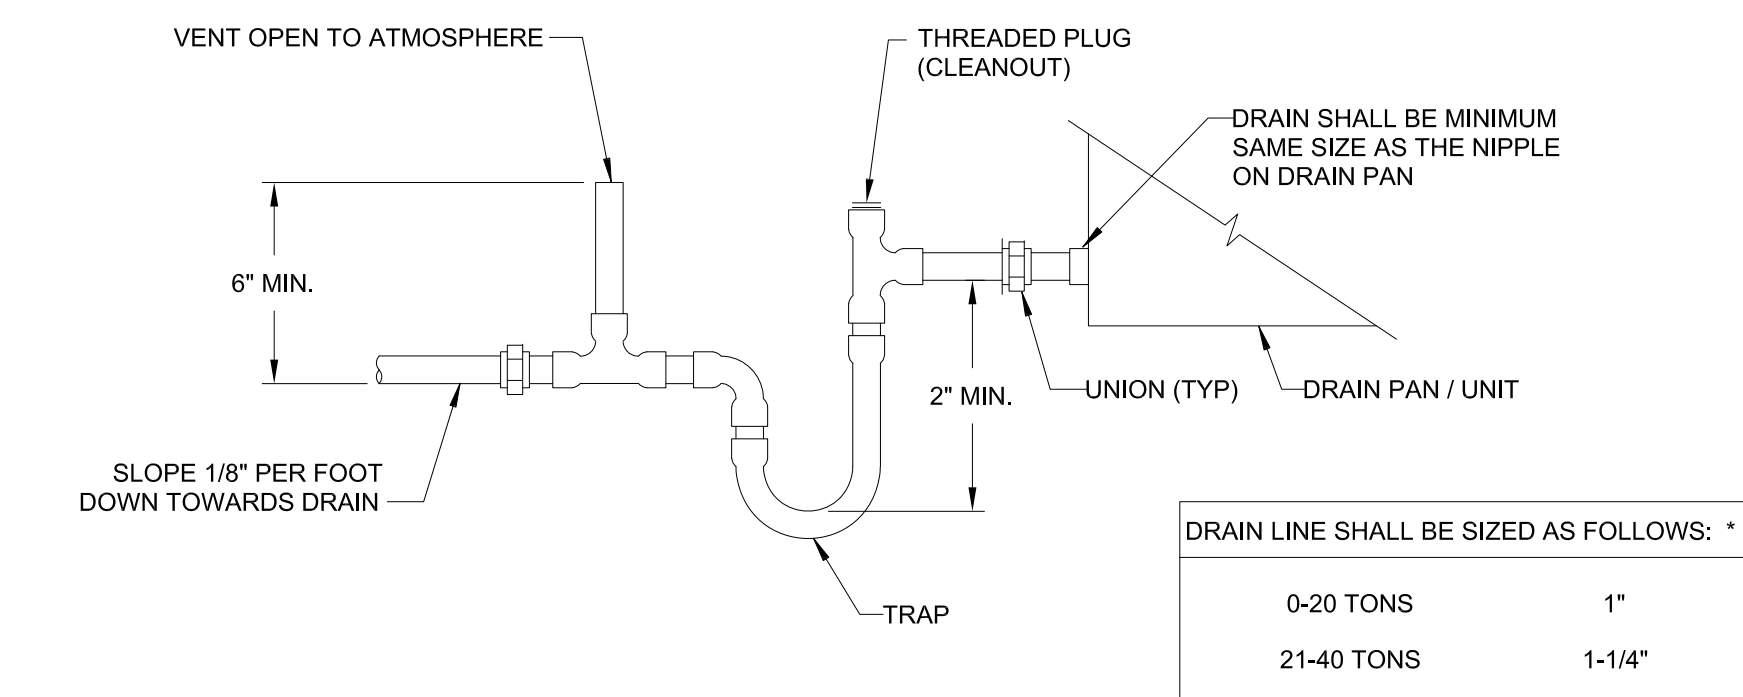 VENT OPEN TO ATMOSPHERE
THREADED PLUG
(CLEANOUT)
DRAIN SHALL BE MINIMUM
SAME SIZE AS THE NIPPLE
ON DRAIN PAN
6" MIN.
2" MIN.
UNION (TYP)
DRAIN PAN / UNIT
SLOPE 1/8" PER FOOT
DOWN TOWARDS DRAIN
TRAP
DRAIN LINE SHALL BE SIZED AS FOLLOWS: *
0-20 TONS 1"
21-40 TONS 1-1/4"